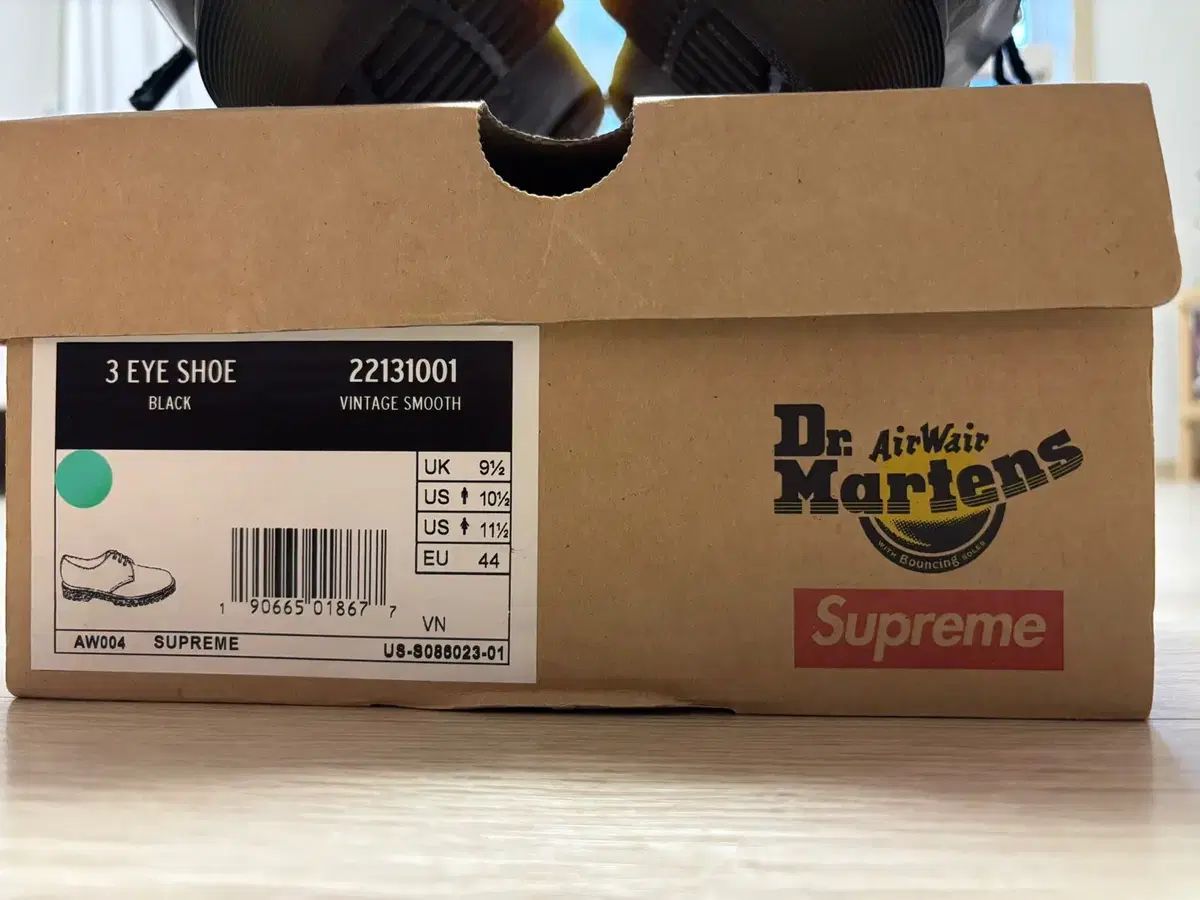 3 EYE SHOE 22131001
BLACK VINTAGE SMOOTH
UK 9½
US 10½
US 11½
EU 44
1 90665 01867 7
VN
AW004 SUPREME US-S086023-01
Dr. AirWair
Martens
WITH Bouncing SOLES
Supreme